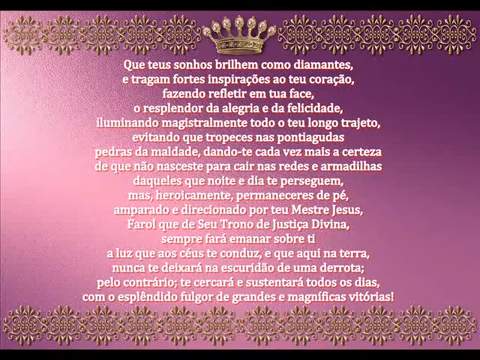 Que teus sonhos brilhem como diamantes,
e tragam fortes inspirações ao teu coração,
fazendo refletir em tua face,
o resplendor da alegria e da felicidade,
iluminando magistralmente todo o teu longo trajeto,
evitando que tropeces nas pontiagudas
pedras da maldade, dando-te cada vez mais a certeza
de que não nasceste para cair nas redes e armadilhas
daqueles que noite e dia te perseguem,
mas, heroicamente, permaneceres de pé,
amparado e direcionado por teu Mestre Jesus,
Farol que de Seu Trono de Justiça Divina,
sempre fará emanar sobre ti
a luz que aos céus te conduz, e que aqui na terra,
nunca te deixará na escuridão de uma derrota;
pelo contrário; te cercará e sustentará todos os dias,
com o esplêndido fulgor de grandes e magníficas vitórias!